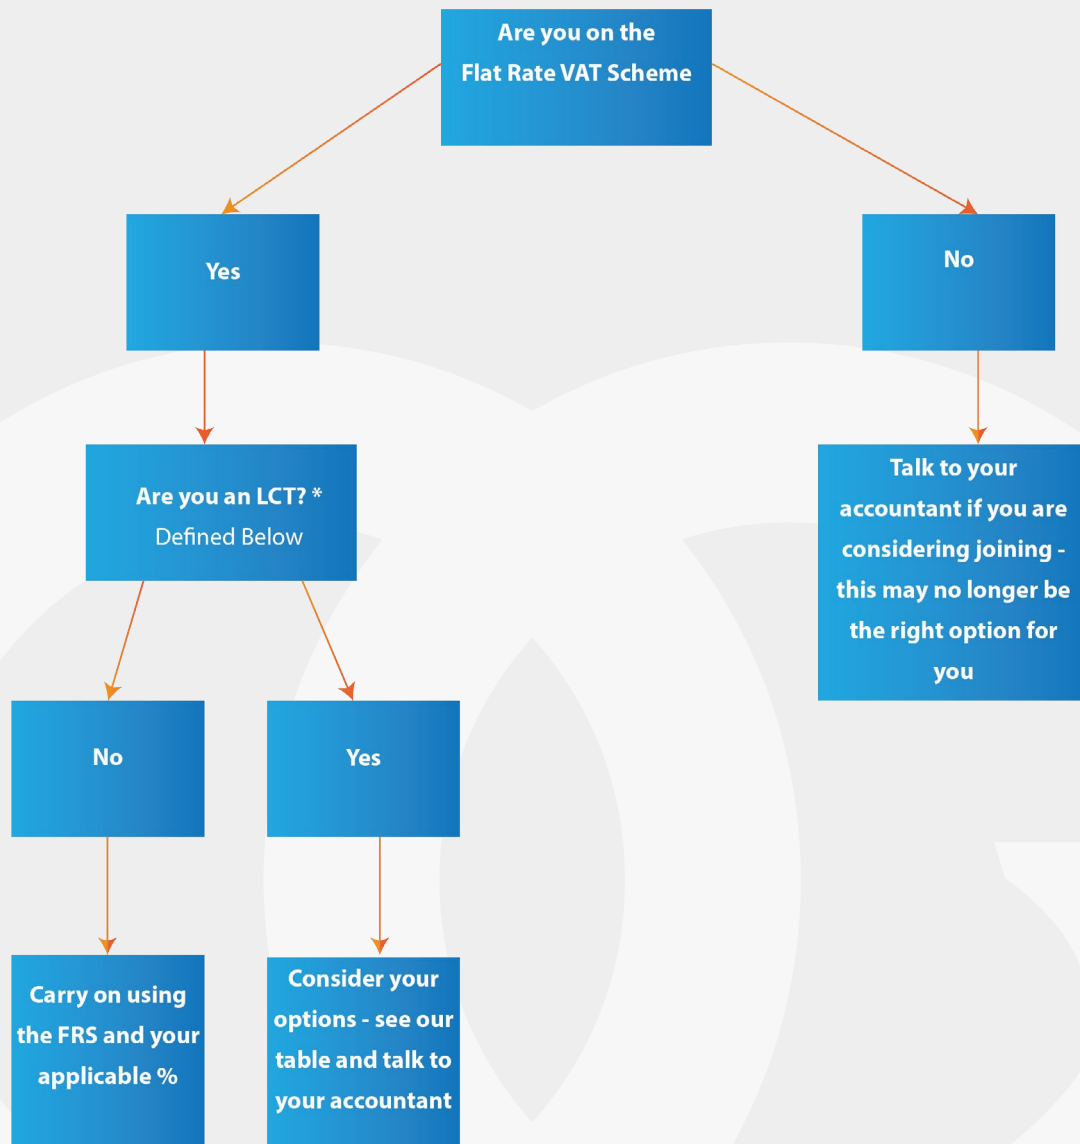 Are you on the
Flat Rate VAT Scheme
Yes
No
Are you an LCT? *
Defined Below
Talk to your
accountant if you are
considering joining -
this may no longer be
the right option for
you
No
Yes
Carry on using
the FRS and your
applicable %
Consider your
options - see our
table and talk to
your accountant